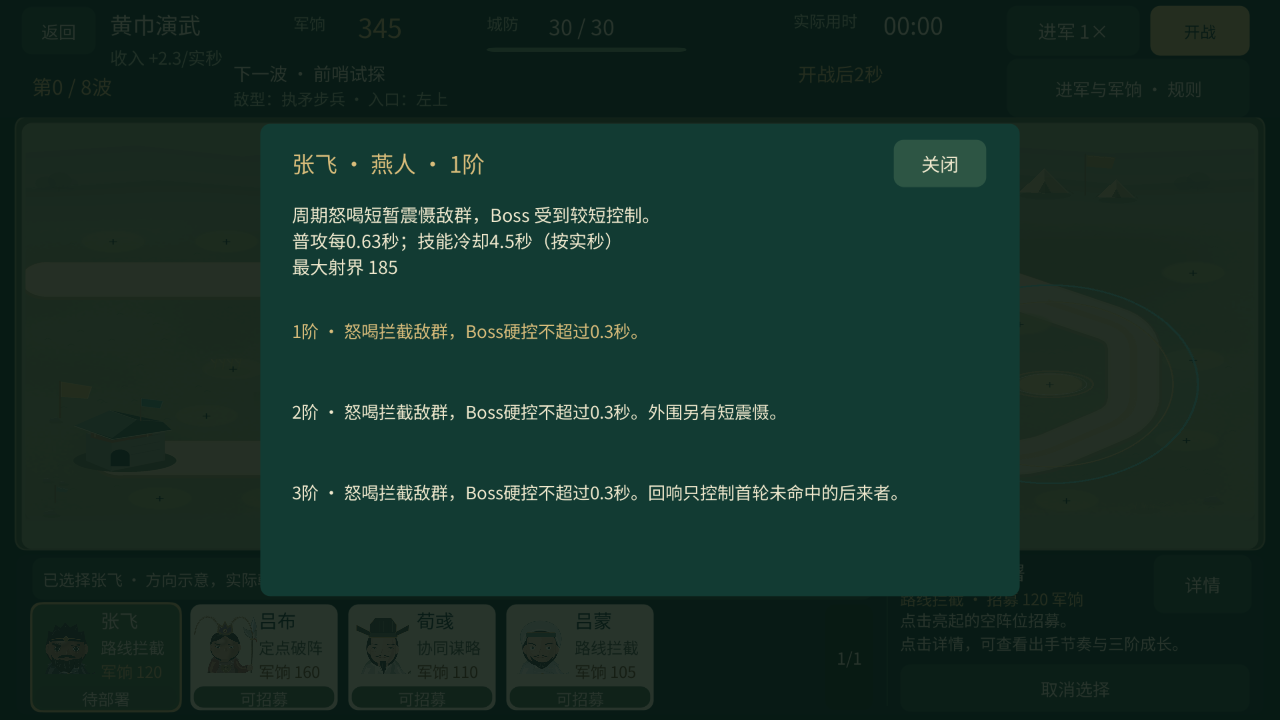 返回
黄巾演武
收入 +2.3/实秒
军饷
345
城防
30 / 30
实际用时
00:00
进军 1×
开战
第0 / 8波
下一波 · 前哨试探
敌型：执矛步兵 · 入口：左上
开战后2秒
进军与军饷 · 规则
张飞 · 燕人 · 1阶
关闭
周期怒喝短暂震慑敌群，Boss 受到较短控制。
普攻每0.63秒；技能冷却4.5秒（按实秒）
最大射界 185
1阶 · 怒喝拦截敌群，Boss硬控不超过0.3秒。
2阶 · 怒喝拦截敌群，Boss硬控不超过0.3秒。外围另有短震慑。
3阶 · 怒喝拦截敌群，Boss硬控不超过0.3秒。回响只控制首轮未命中的后来者。
已选择张飞 · 方向示意，实际
张飞
路线拦截
军饷 120
待部署
吕布
定点破阵
军饷 160
可招募
荀彧
协同谋略
军饷 110
可招募
吕蒙
路线拦截
军饷 105
可招募
1/1
路线拦截 · 招募 120 军饷
点击亮起的空阵位招募。
点击详情，可查看出手节奏与三阶成长。
详情
取消选择